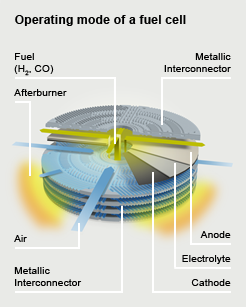 Operating mode of a fuel cell
Fuel
(H₂, CO)
Metallic
Interconnector
Afterburner
Air
Metallic
Interconnector
Anode
Electrolyte
Cathode